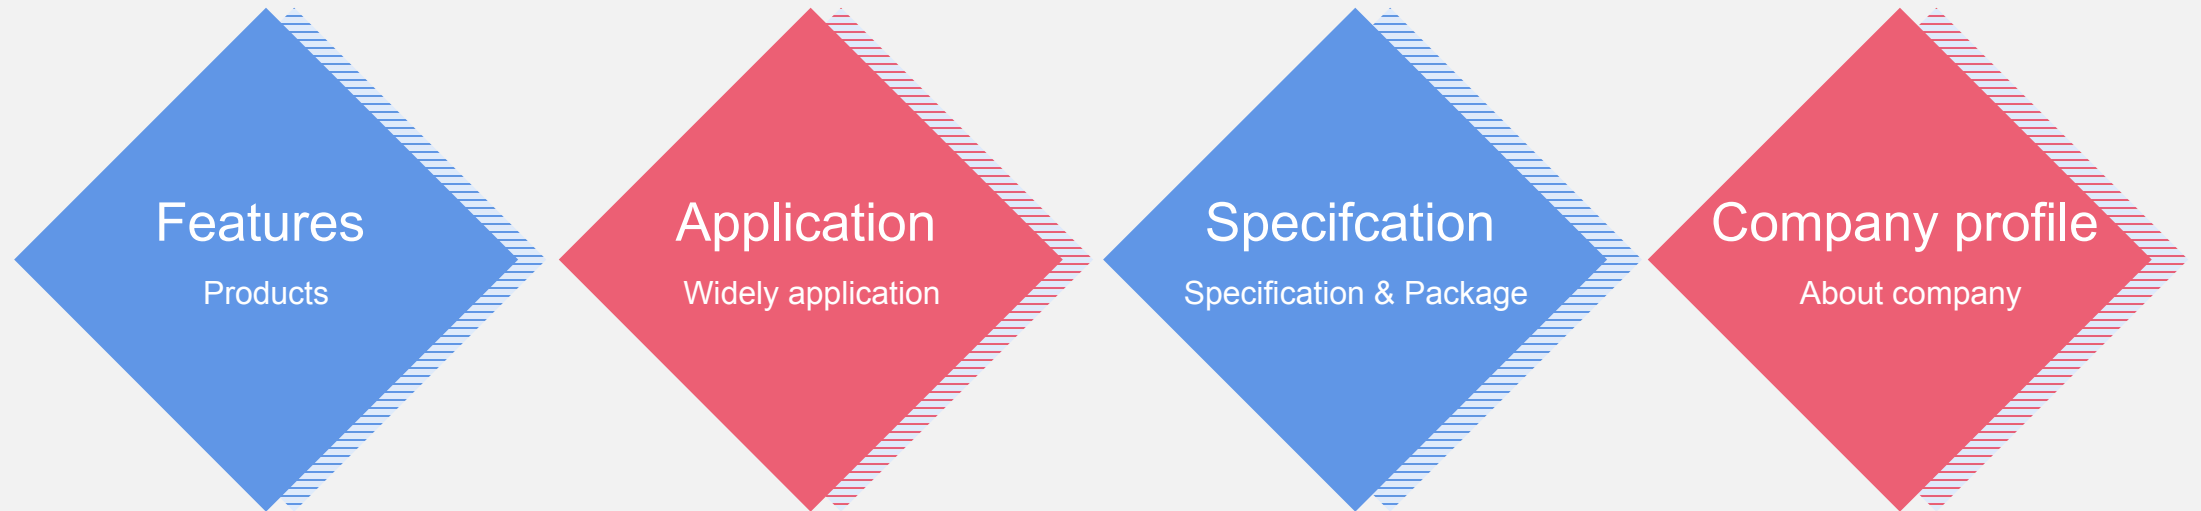 Features
Products
Application
Widely application
Specifcation
Specification & Package
Company profile
About company